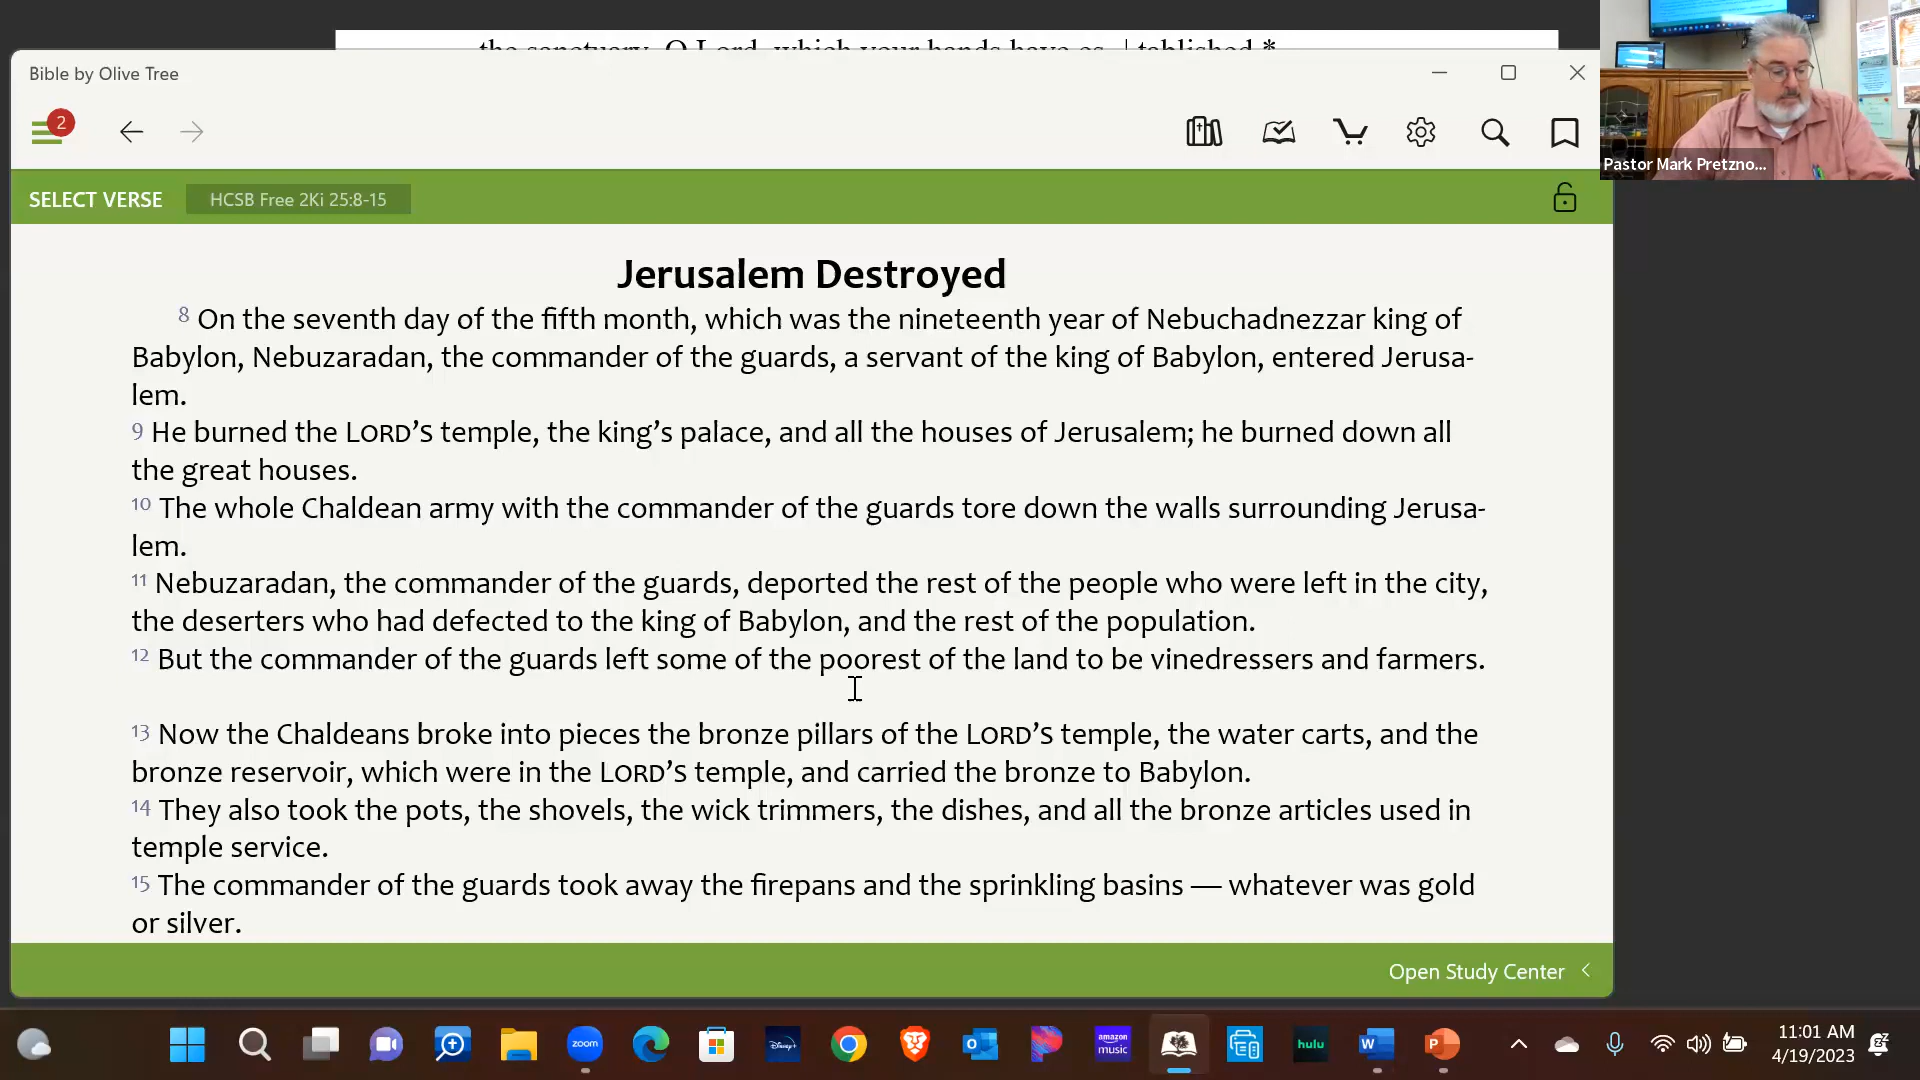 the sanctuary, O Lord, which your hands have es- | tablished.*
Bible by Olive Tree
2
SELECT VERSE
HCSB Free 2Ki 25:8-15
Pastor Mark Pretzno...
Jerusalem Destroyed
8 On the seventh day of the fifth month, which was the nineteenth year of Nebuchadnezzar king of
Babylon, Nebuzaradan, the commander of the guards, a servant of the king of Babylon, entered Jerusa-
lem.
9 He burned the LORD’S temple, the king’s palace, and all the houses of Jerusalem; he burned down all
the great houses.
10 The whole Chaldean army with the commander of the guards tore down the walls surrounding Jerusa-
lem.
11 Nebuzaradan, the commander of the guards, deported the rest of the people who were left in the city,
the deserters who had defected to the king of Babylon, and the rest of the population.
12 But the commander of the guards left some of the poorest of the land to be vinedressers and farmers.
13 Now the Chaldeans broke into pieces the bronze pillars of the LORD’S temple, the water carts, and the
bronze reservoir, which were in the LORD’S temple, and carried the bronze to Babylon.
14 They also took the pots, the shovels, the wick trimmers, the dishes, and all the bronze articles used in
temple service.
15 The commander of the guards took away the firepans and the sprinkling basins — whatever was gold
or silver.
Open Study Center
zoom
Disney+
amazon
music
hulu
W
P
11:01 AM
4/19/2023